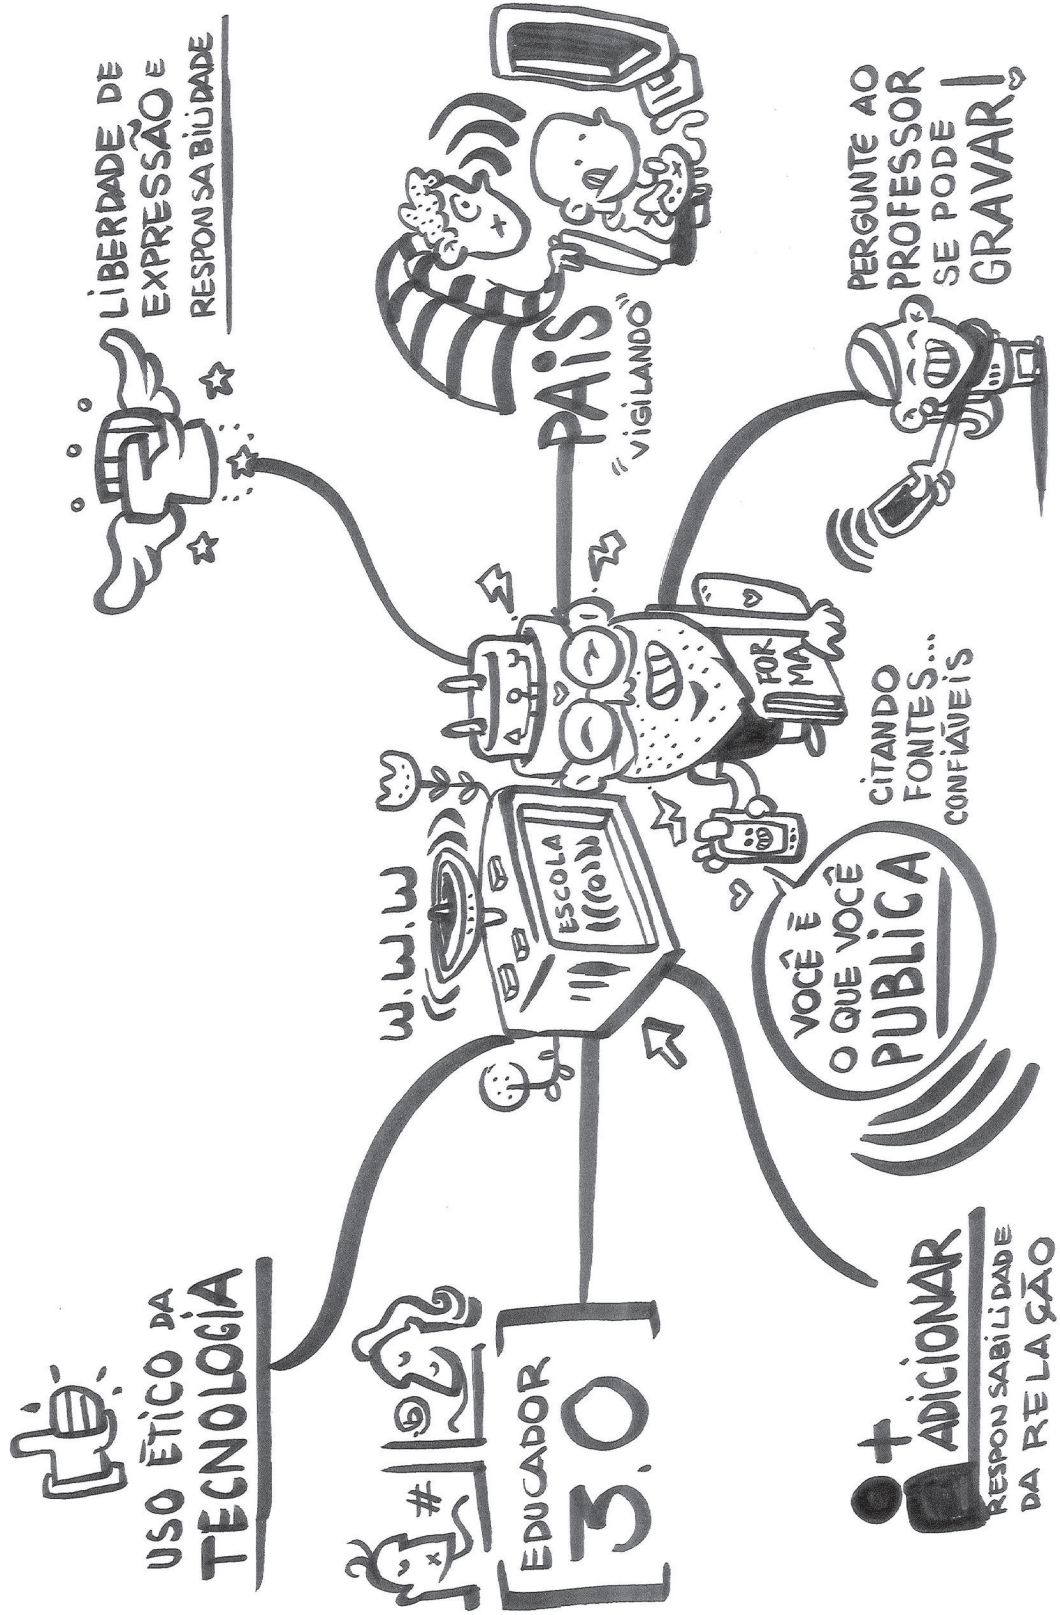 USO ÉTICO DA
TECNOLOGIA
LIBERDADE DE
EXPRESSÃO E
RESPONSABILIDADE
W.W.W
ESCOLA
EDUCADOR
3.0
#
PAIS
"VIGILANDO"
FOR
MA
VOCÊ É
O QUE VOCÊ
PUBLICA
CITANDO
FONTES...
CONFIÁVEIS
+
ADICIONAR
RESPONSABILIDADE
DA RELAÇÃO
PERGUNTE AO
PROFESSOR
SE PODE
GRAVAR!